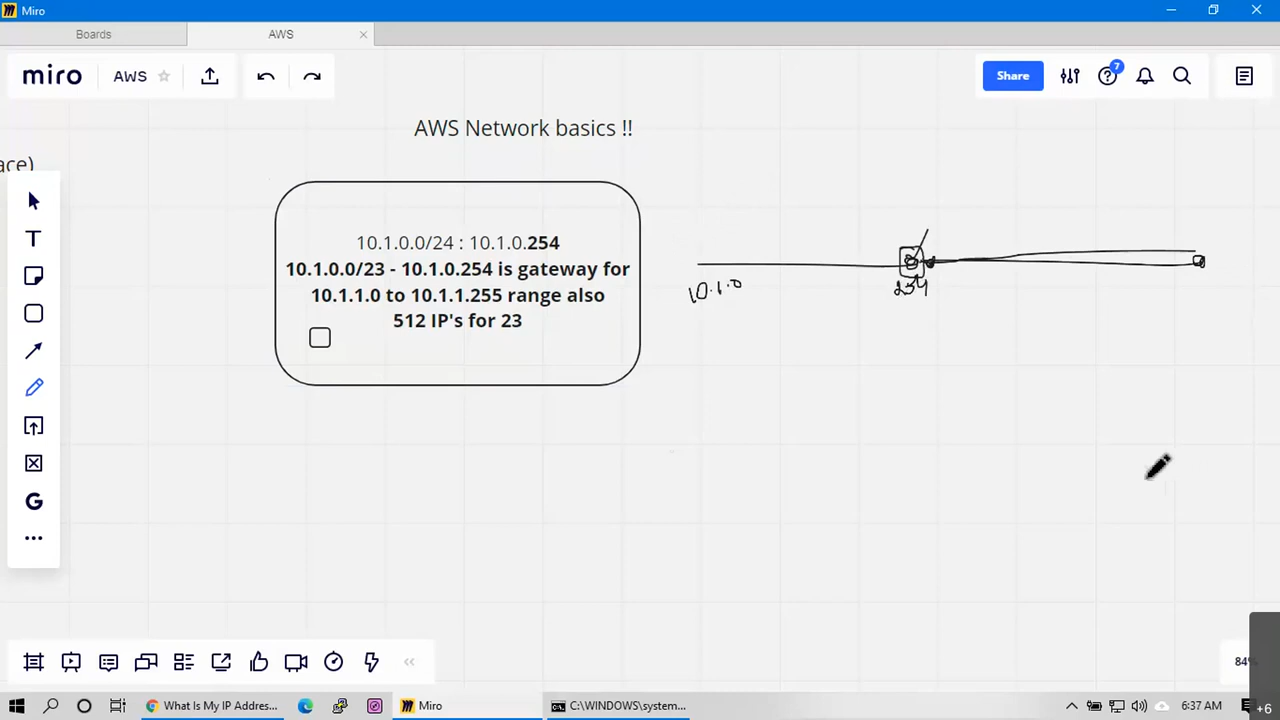 Miro
Boards
AWS
miro
AWS
Share
7
AWS Network basics !!
ace)
10.1.0.0/24 : 10.1.0.254
10.1.0.0/23 - 10.1.0.254 is gateway for
10.1.1.0 to 10.1.1.255 range also
512 IP's for 23
10.1.0
254
T
G
84%
What Is My IP Addres...
Miro
C:\WINDOWS\system...
6:37 AM
+6